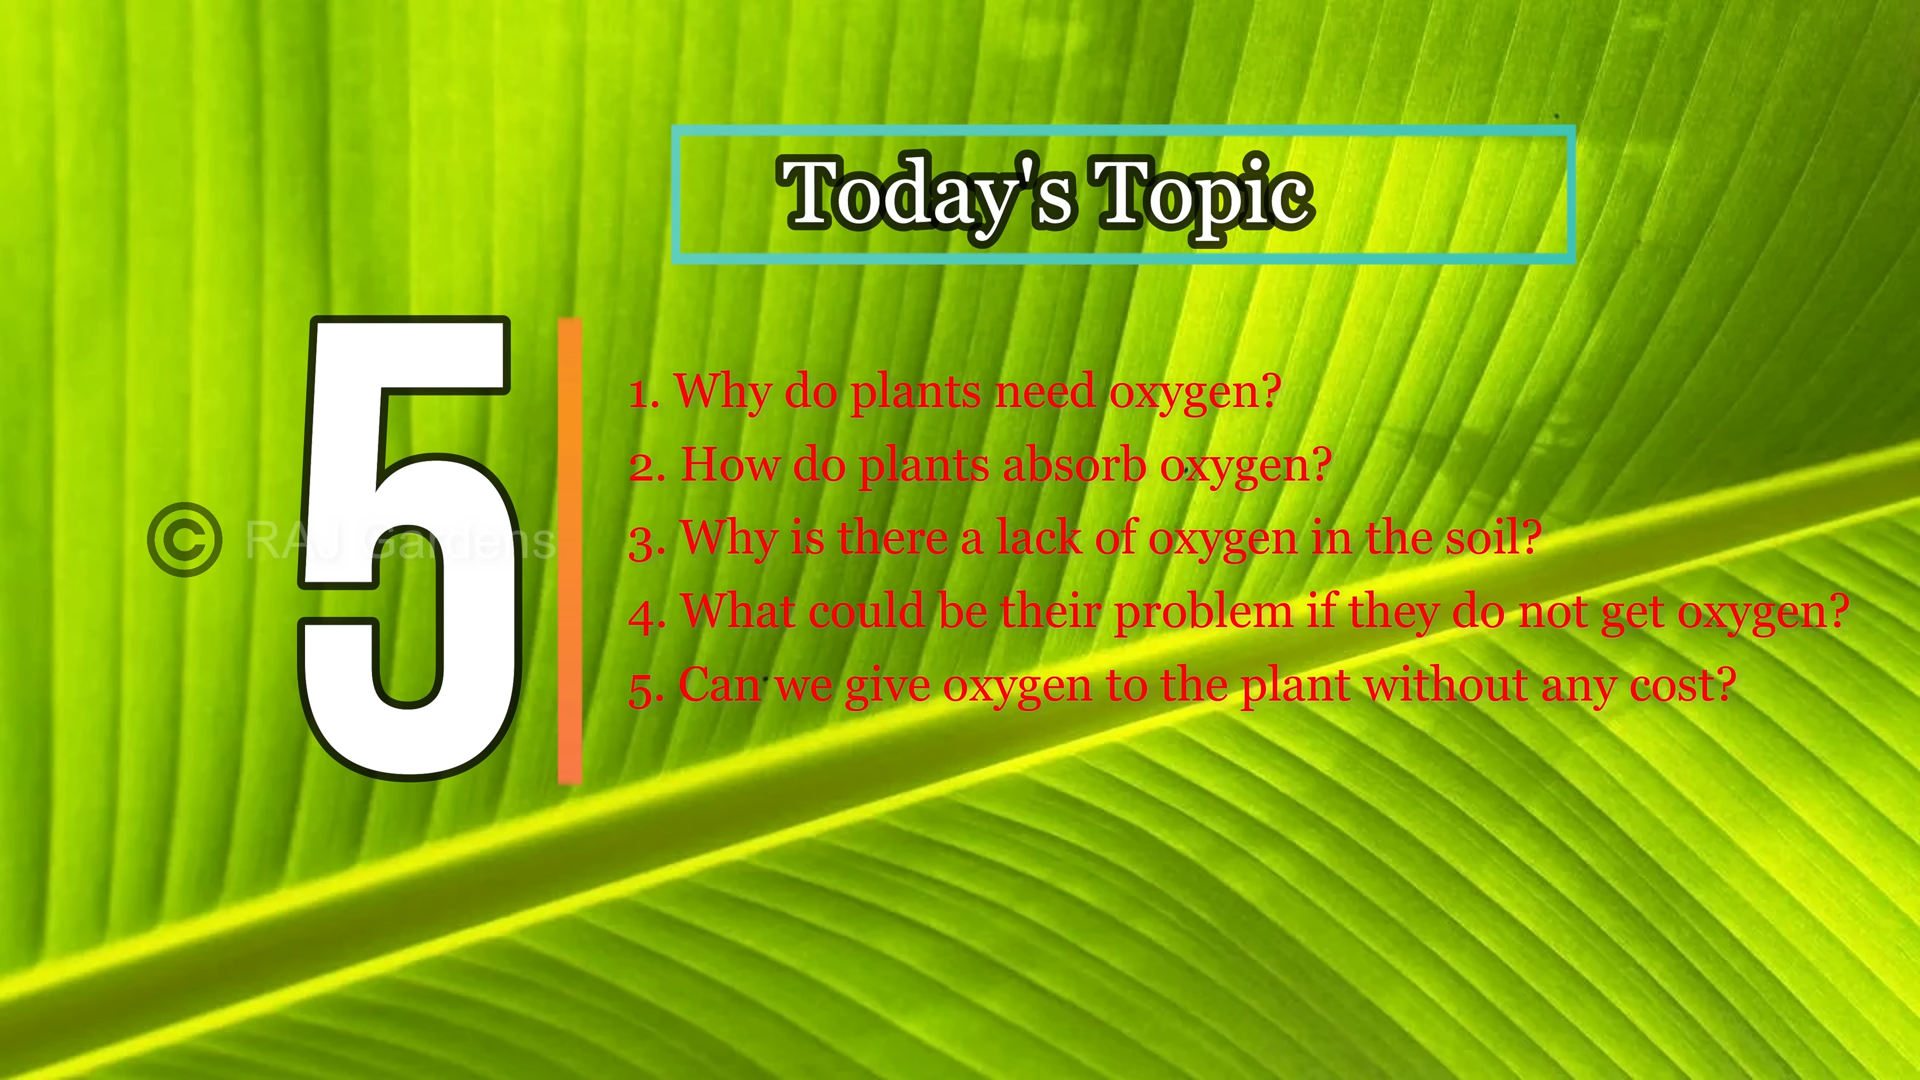 Today's Topic
5
© RAJ Gardens
1. Why do plants need oxygen?
2. How do plants absorb oxygen?
3. Why is there a lack of oxygen in the soil?
4. What could be their problem if they do not get oxygen?
5. Can we give oxygen to the plant without any cost?